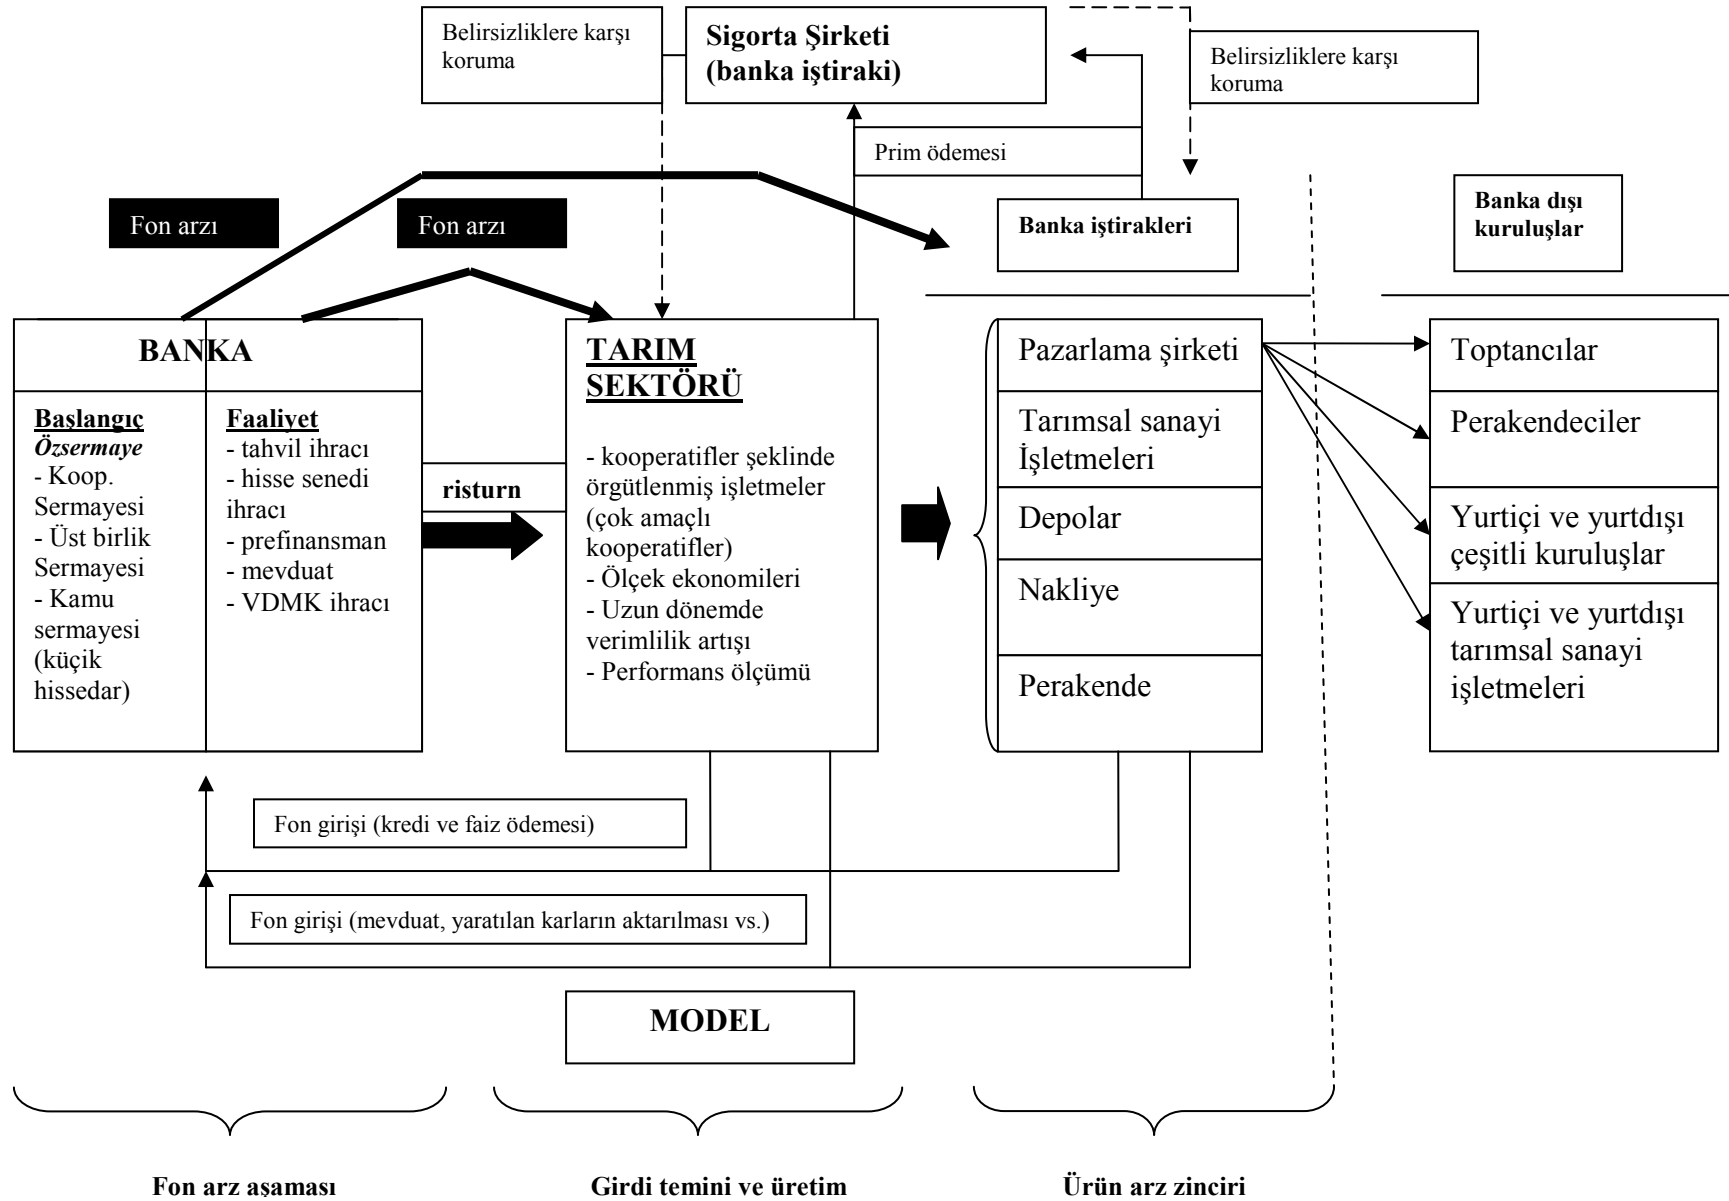 Belirsizliklere karşı
koruma
Sigorta Şirketi
(banka iştiraki)
Belirsizliklere karşı
koruma
Prim ödemesi
Fon arzı
Fon arzı
Banka iştirakleri
Banka dışı
kuruluşlar
BANKA
Başlangıç
Özsermaye
- Koop.
Sermayesi
- Üst birlik
Sermayesi
- Kamu
sermayesi
(küçik
hissedar)
Faaliyet
- tahvil ihracı
- hisse senedi
ihracı
- prefinansman
- mevduat
- VDMK ihracı
risturn
TARIM
SEKTÖRÜ
- kooperatifler şeklinde
örgütlenmiş işletmeler
(çok amaçlı
kooperatifler)
- Ölçek ekonomileri
- Uzun dönemde
verimlilik artışı
- Performans ölçümü
Pazarlama şirketi
Tarımsal sanayi
İşletmeleri
Depolar
Nakliye
Perakende
Toptancılar
Perakendeciler
Yurtiçi ve yurtdışı
çeşitli kuruluşlar
Yurtiçi ve yurtdışı
tarımsal sanayi
işletmeleri
Fon girişi (kredi ve faiz ödemesi)
Fon girişi (mevduat, yaratılan karların aktarılması vs.)
MODEL
Fon arz aşaması
Girdi temini ve üretim
Ürün arz zinciri